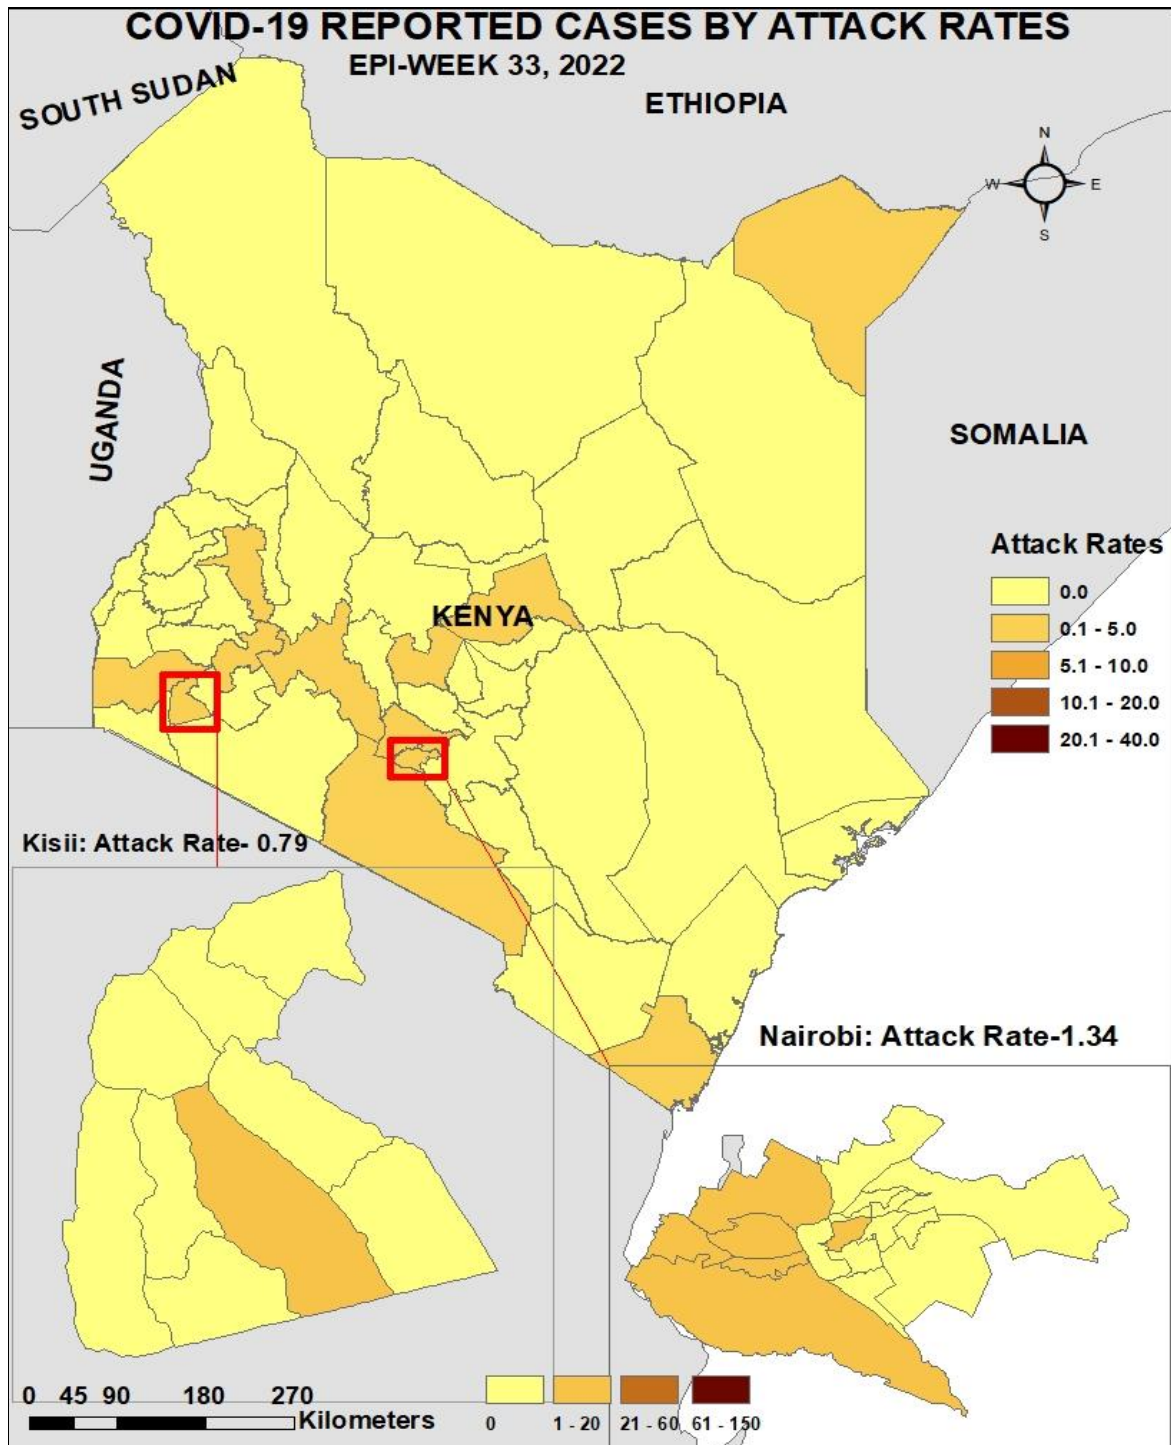 COVID-19 REPORTED CASES BY ATTACK RATES
EPI-WEEK 33, 2022
SOUTH SUDAN
ETHIOPIA
N
W
E
S
UGANDA
SOMALIA
Attack Rates
0.0
0.1 - 5.0
5.1 - 10.0
10.1 - 20.0
20.1 - 40.0
KENYA
Kisii: Attack Rate- 0.79
Nairobi: Attack Rate-1.34
0 45 90 180 270
Kilometers
0 1 - 20 21 - 60 61 - 150